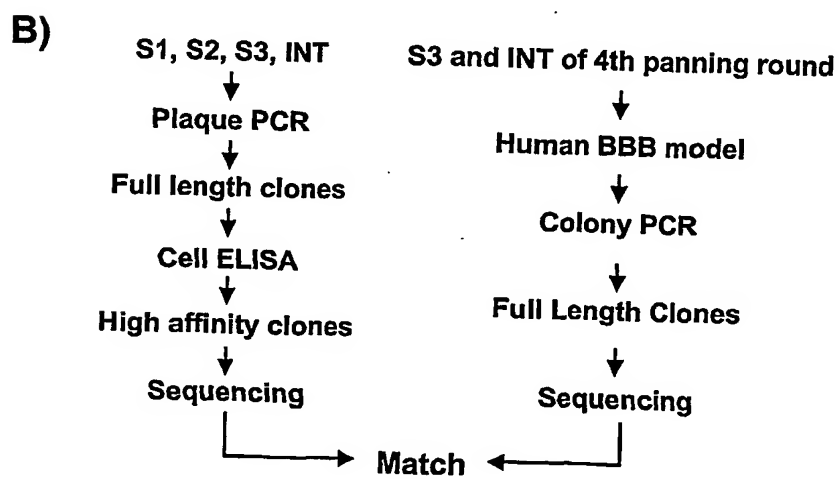 B)
S1, S2, S3, INT
Plaque PCR
Full length clones
Cell ELISA
High affinity clones
Sequencing
S3 and INT of 4th panning round
Human BBB model
Colony PCR
Full Length Clones
Sequencing
Match